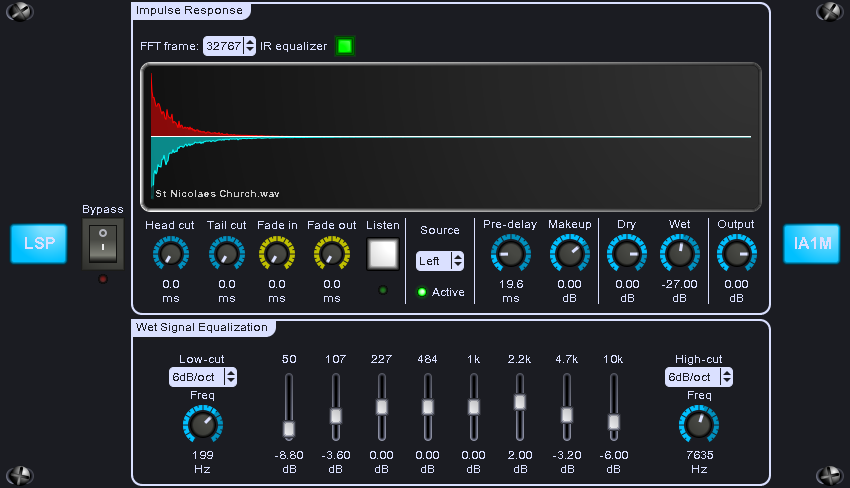 Impulse Response
FFT frame: 32767 IR equalizer
St Nicolaes Church.wav
Bypass
LSP
IA1M
Head cut Tail cut Fade in Fade out Listen Source Pre-delay Makeup Dry Wet Output
Left
Active
0.0 0.0 0.0 0.0 19.6 0.00 0.00 -27.00 0.00
ms ms ms ms ms dB dB dB dB
Wet Signal Equalization
Low-cut 50 107 227 484 1k 2.2k 4.7k 10k High-cut
6dB/oct 6dB/oct
Freq Freq
199 -8.80 -3.60 0.00 0.00 0.00 2.00 -3.20 -6.00 7635
Hz dB dB dB dB dB dB dB dB Hz